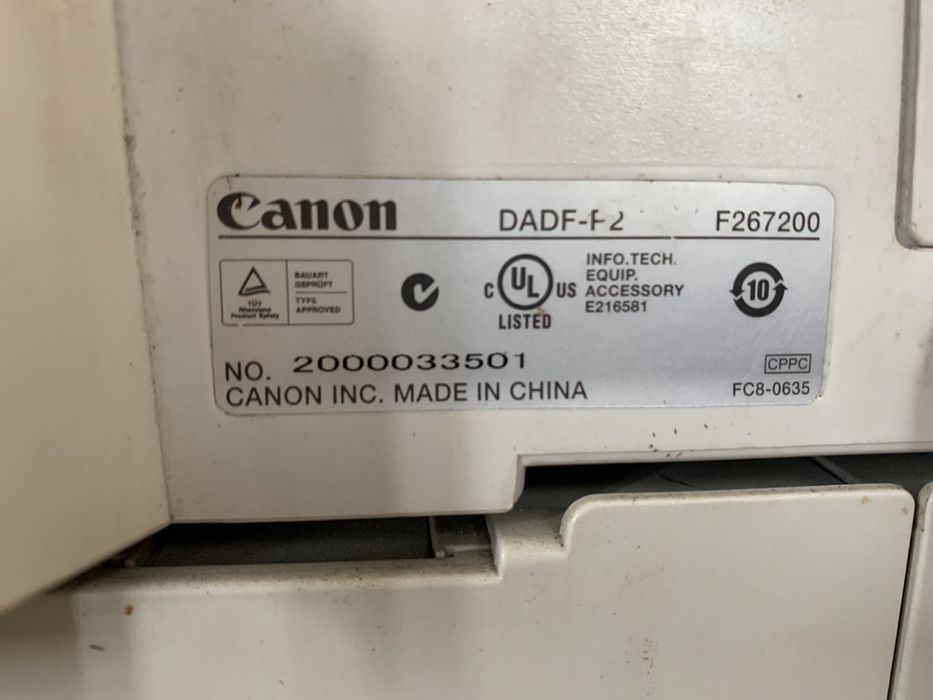 Canon DADF-P2 F267200
BAUART
GEPRÜFT
TÜV
Rheinland
Product Safety
TYPE
APPROVED
C UL US
LISTED
INFO.TECH.
EQUIP.
ACCESSORY
E216581
10
NO. 2000033501
CPPC
CANON INC. MADE IN CHINA
FC8-0635